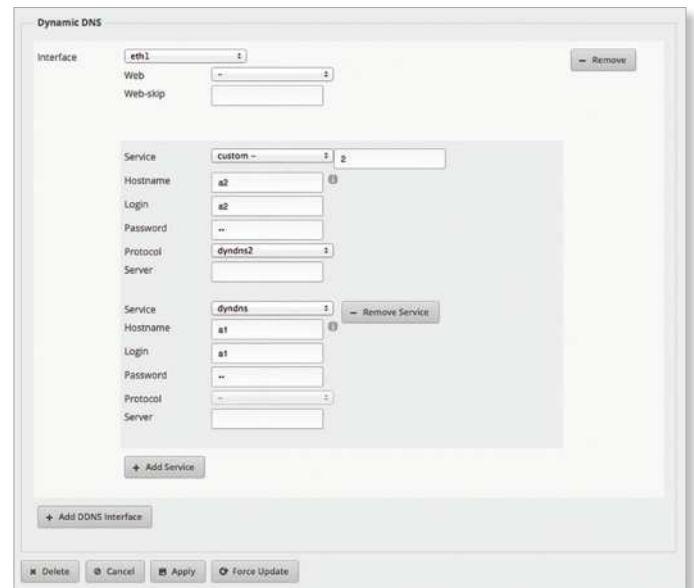 Dynamic DNS
Interface eth1 − Remove
Web -
Web-skip
Service custom – 2
Hostname a2
Login a2
Password ••
Protocol dyndns2
Server
Service dyndns − Remove Service
Hostname a1
Login a1
Password ••
Protocol -
Server
+ Add Service
+ Add DDNS Interface
Delete Cancel Apply Force Update